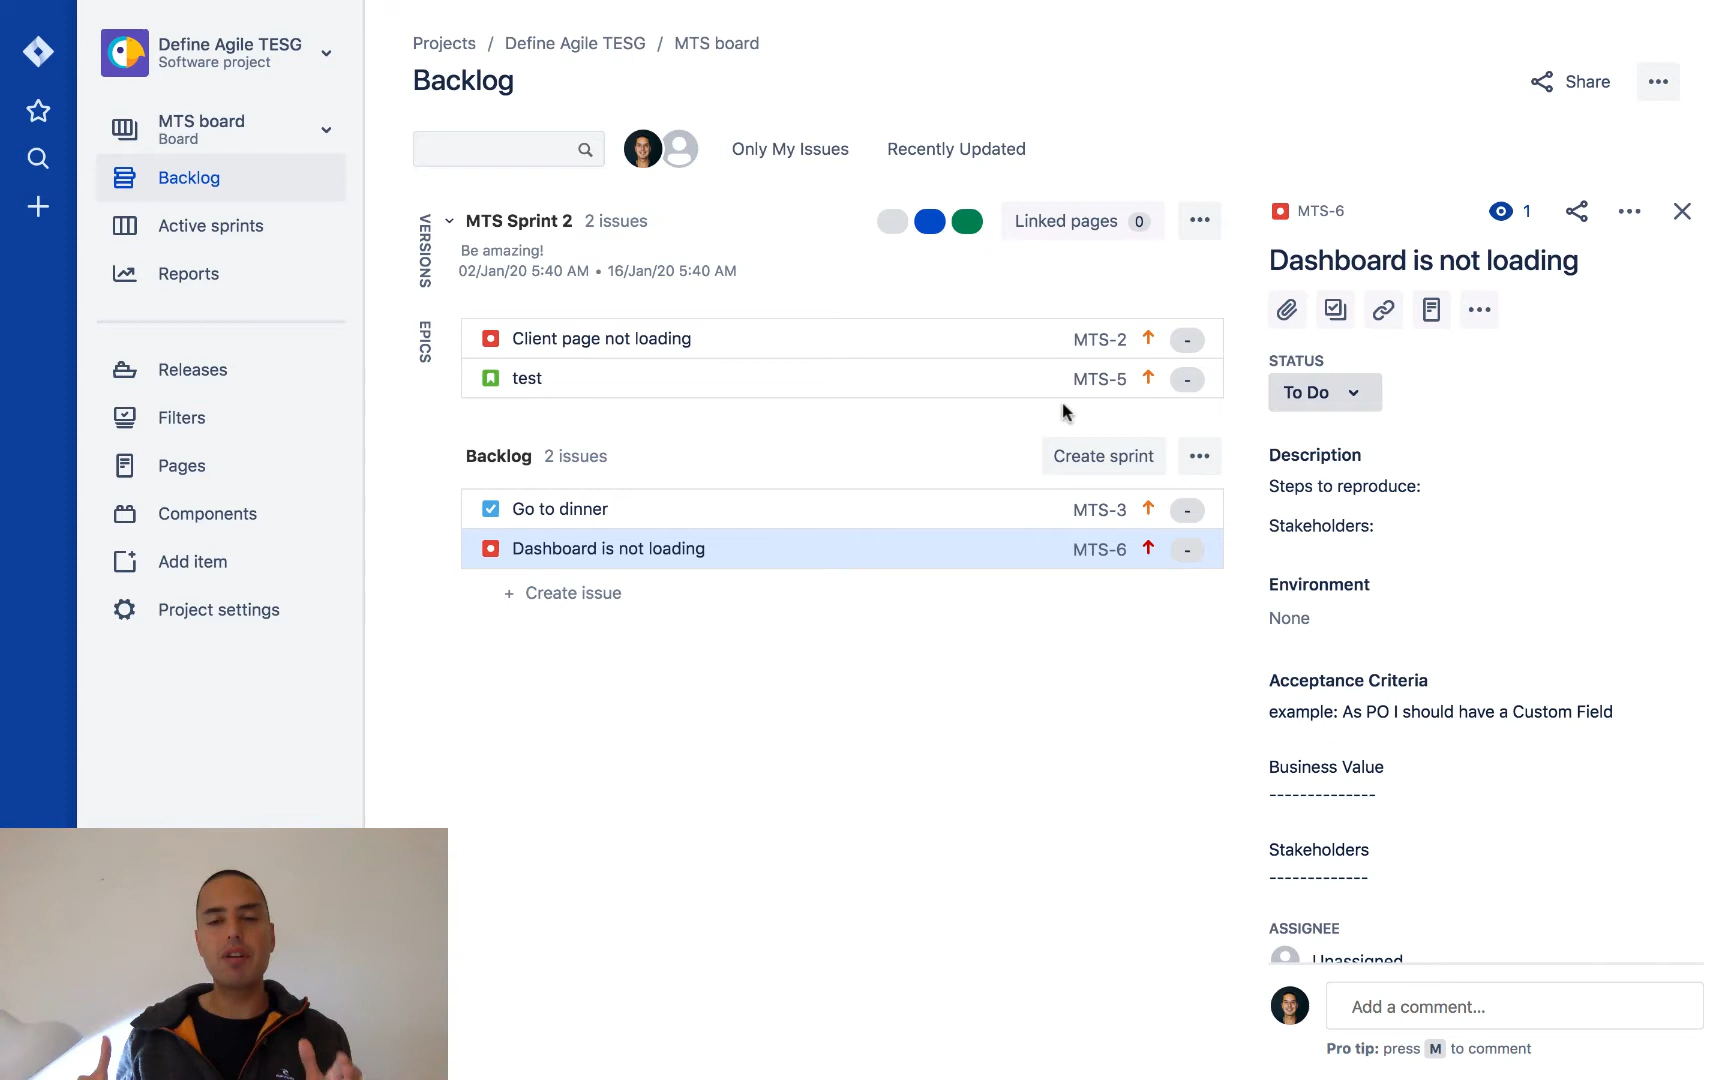 Define Agile TESG
Software project
MTS board
Board
Backlog
Active sprints
Reports
Releases
Filters
Pages
Components
Add item
Project settings
Projects / Define Agile TESG / MTS board
Backlog
Share
Only My Issues
Recently Updated
VERSIONS
EPICS
MTS Sprint 2 2 issues
Linked pages 0
Be amazing!
02/Jan/20 5:40 AM • 16/Jan/20 5:40 AM
Client page not loading MTS-2 -
test MTS-5 -
Backlog 2 issues
Create sprint
Go to dinner MTS-3 -
Dashboard is not loading MTS-6 -
+ Create issue
MTS-6
1
Dashboard is not loading
STATUS
To Do
Description
Steps to reproduce:
Stakeholders:
Environment
None
Acceptance Criteria
example: As PO I should have a Custom Field
Business Value
--------------
Stakeholders
-------------
ASSIGNEE
Unassigned
Add a comment...
Pro tip: press M to comment